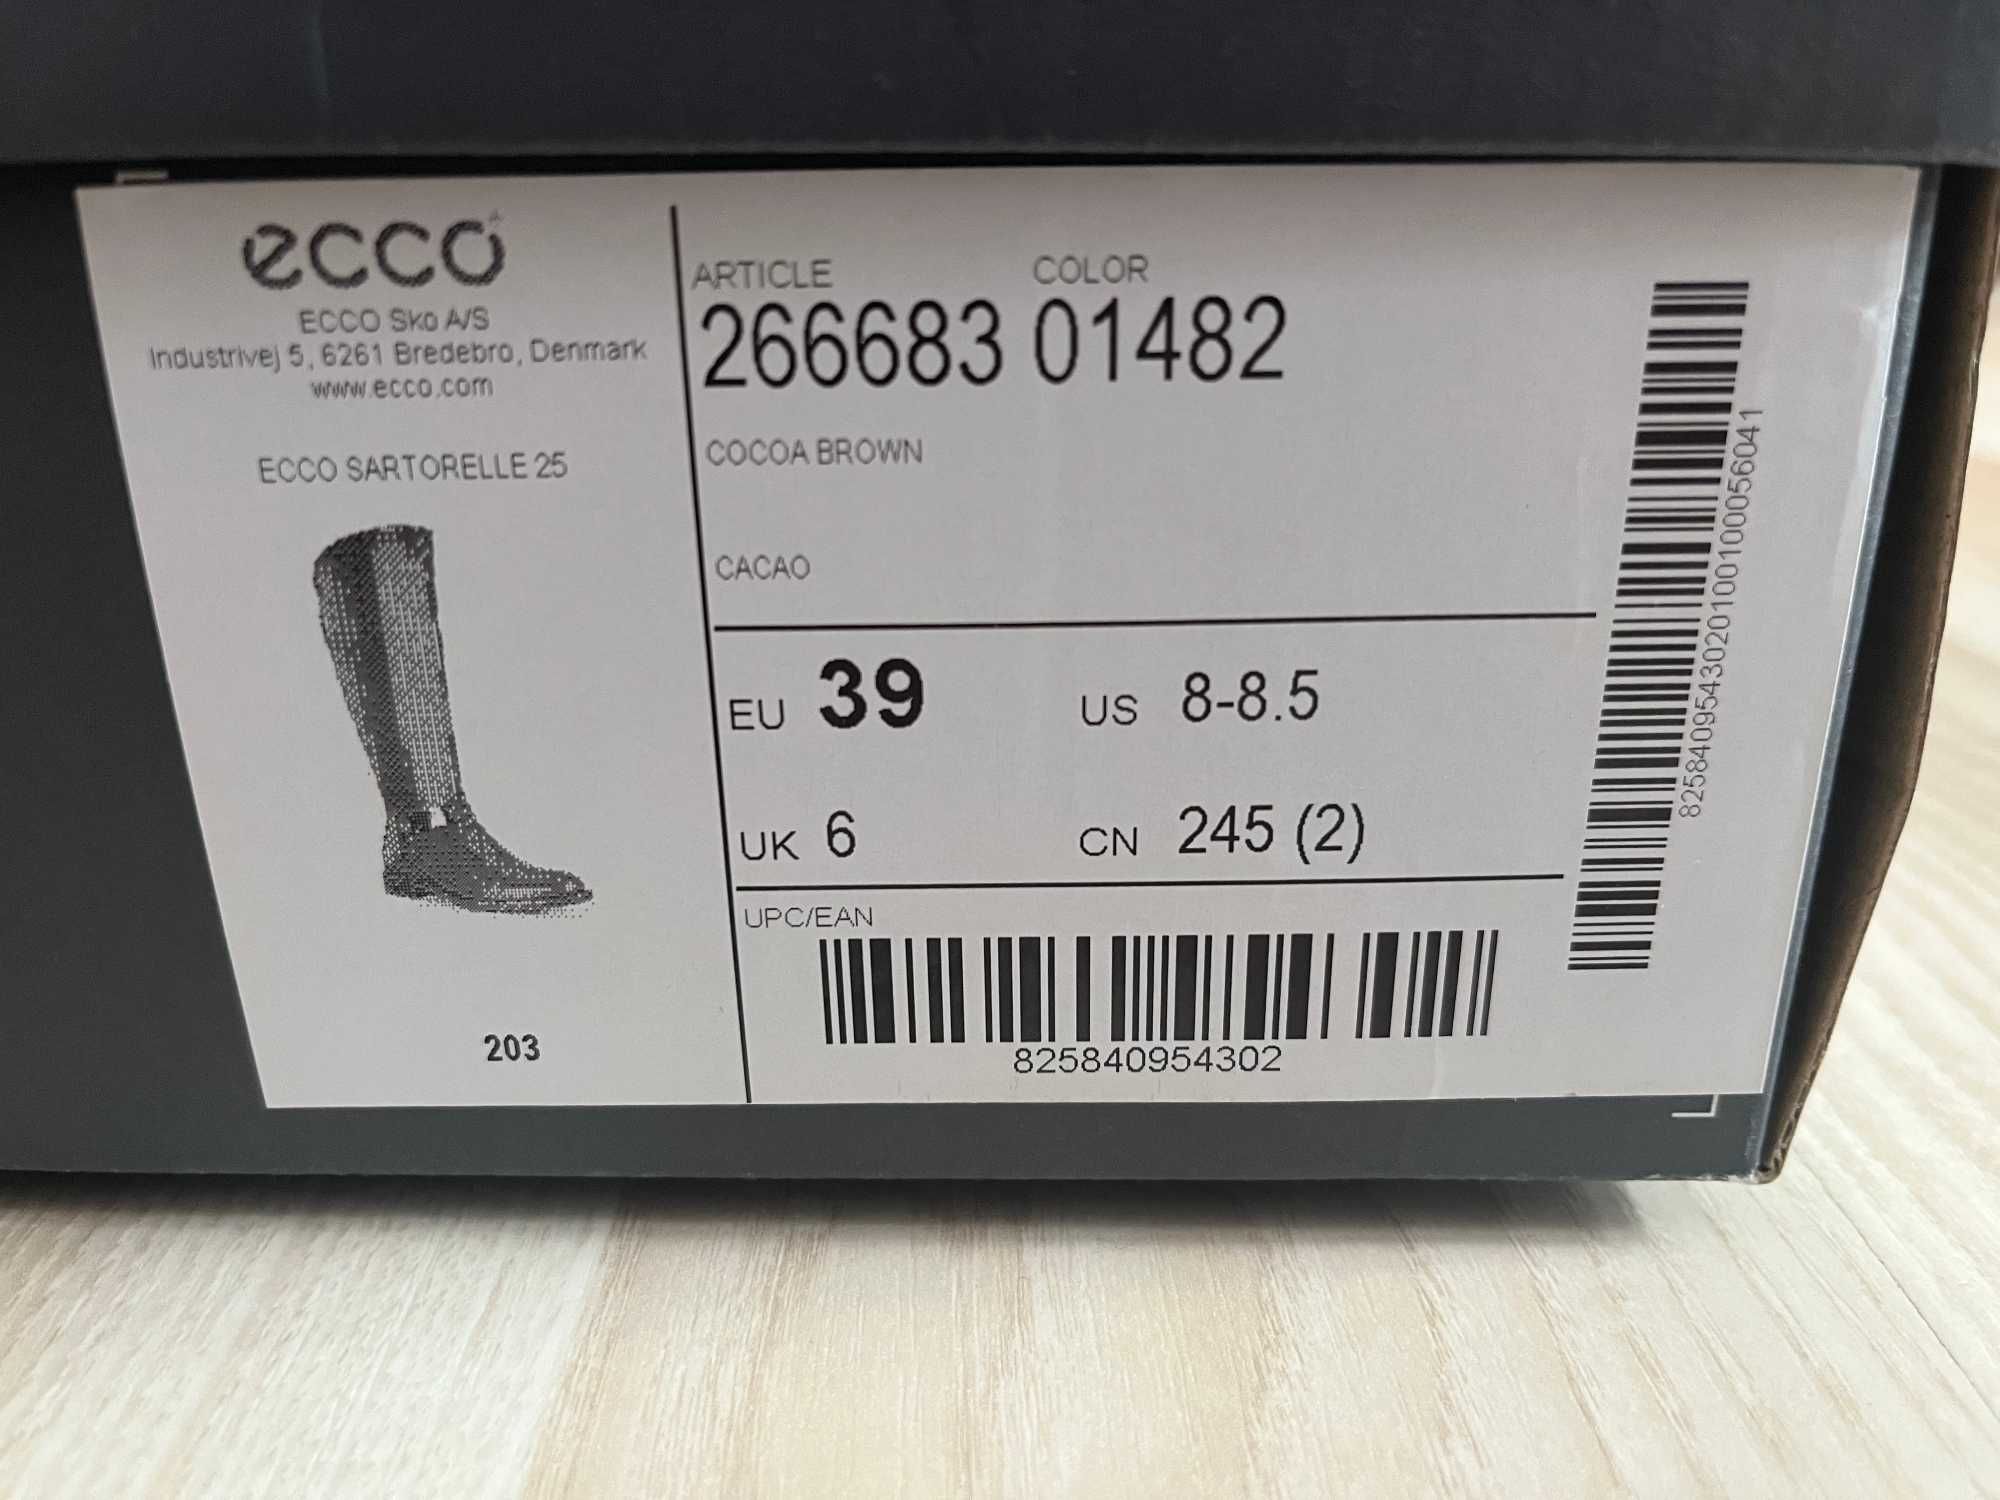 ecco
ECCO Sko A/S
Industrivej 5, 6261 Bredebro, Denmark
www.ecco.com
ECCO SARTORELLE 25
203
ARTICLE COLOR
266683 01482
COCOA BROWN
CACAO
EU 39 US 8-8.5
UK 6 CN 245 (2)
UPC/EAN
825840954302
82584095430201001000056041